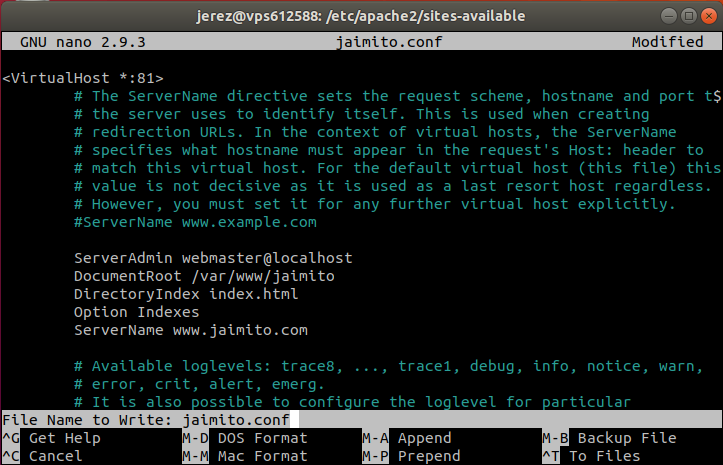 jerez@vps612588: /etc/apache2/sites-available
GNU nano 2.9.3 jaimito.conf Modified
<VirtualHost *:81>
# The ServerName directive sets the request scheme, hostname and port t$
# the server uses to identify itself. This is used when creating
# redirection URLs. In the context of virtual hosts, the ServerName
# specifies what hostname must appear in the request's Host: header to
# match this virtual host. For the default virtual host (this file) this
# value is not decisive as it is used as a last resort host regardless.
# However, you must set it for any further virtual host explicitly.
#ServerName www.example.com
ServerAdmin webmaster@localhost
DocumentRoot /var/www/jaimito
DirectoryIndex index.html
Option Indexes
ServerName www.jaimito.com
# Available loglevels: trace8, ..., trace1, debug, info, notice, warn,
# error, crit, alert, emerg.
# It is also possible to configure the loglevel for particular
File Name to Write: jaimito.conf
^G Get Help M-D DOS Format M-A Append M-B Backup File
^C Cancel M-M Mac Format M-P Prepend ^T To Files